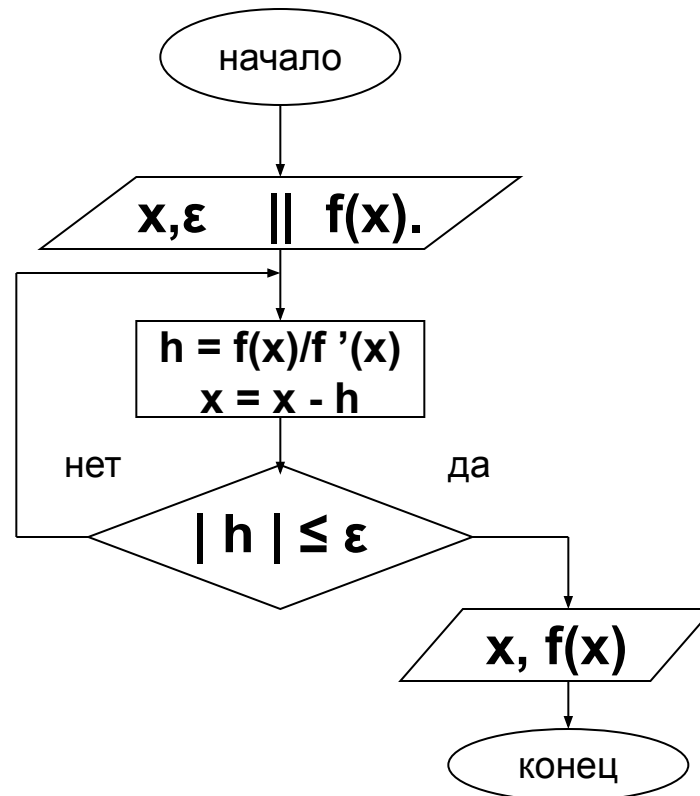 начало
x,ε || f(x).
h = f(x)/f ’(x)
x = x - h
нет
да
| h | ≤ ε
x, f(x)
конец